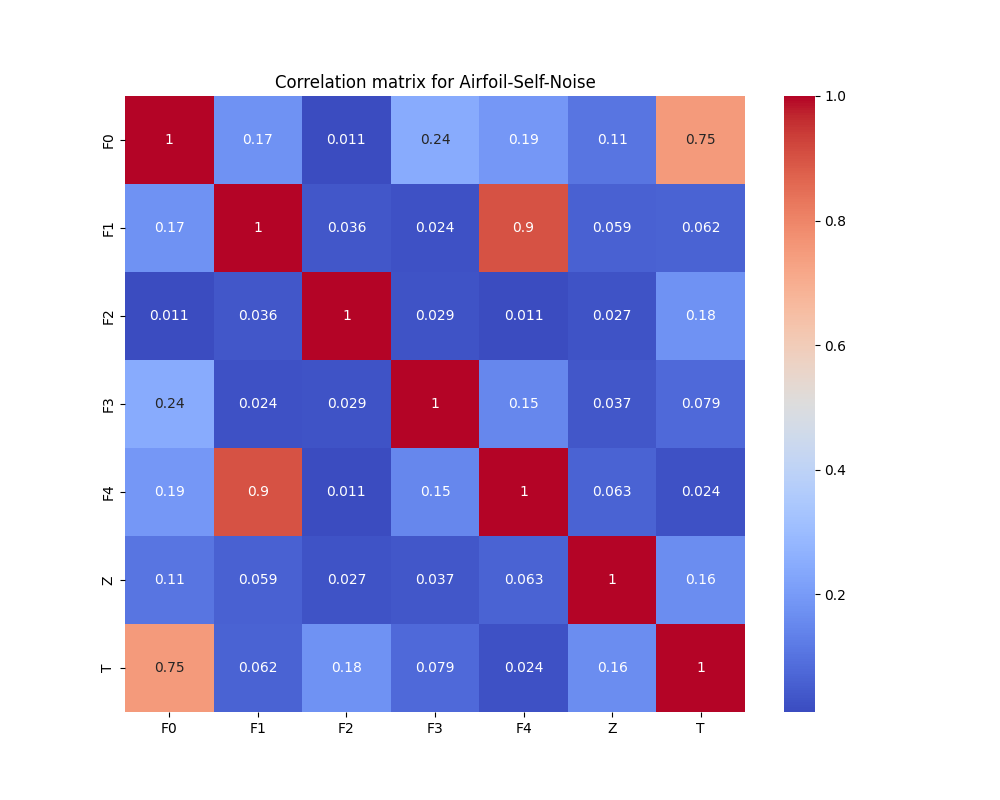 Correlation matrix for Airfoil-Self-Noise
F0 1 0.17 0.011 0.24 0.19 0.11 0.75
F1 0.17 1 0.036 0.024 0.9 0.059 0.062
F2 0.011 0.036 1 0.029 0.011 0.027 0.18
F3 0.24 0.024 0.029 1 0.15 0.037 0.079
F4 0.19 0.9 0.011 0.15 1 0.063 0.024
Z 0.11 0.059 0.027 0.037 0.063 1 0.16
T 0.75 0.062 0.18 0.079 0.024 0.16 1
F0 F1 F2 F3 F4 Z T
1.0
0.8
0.6
0.4
0.2